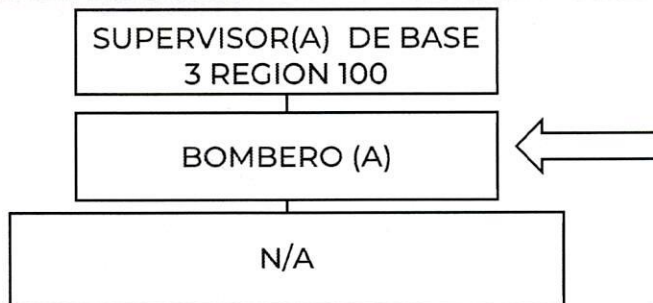 SUPERVISOR(A) DE BASE
3 REGION 100
BOMBERO (A)
N/A